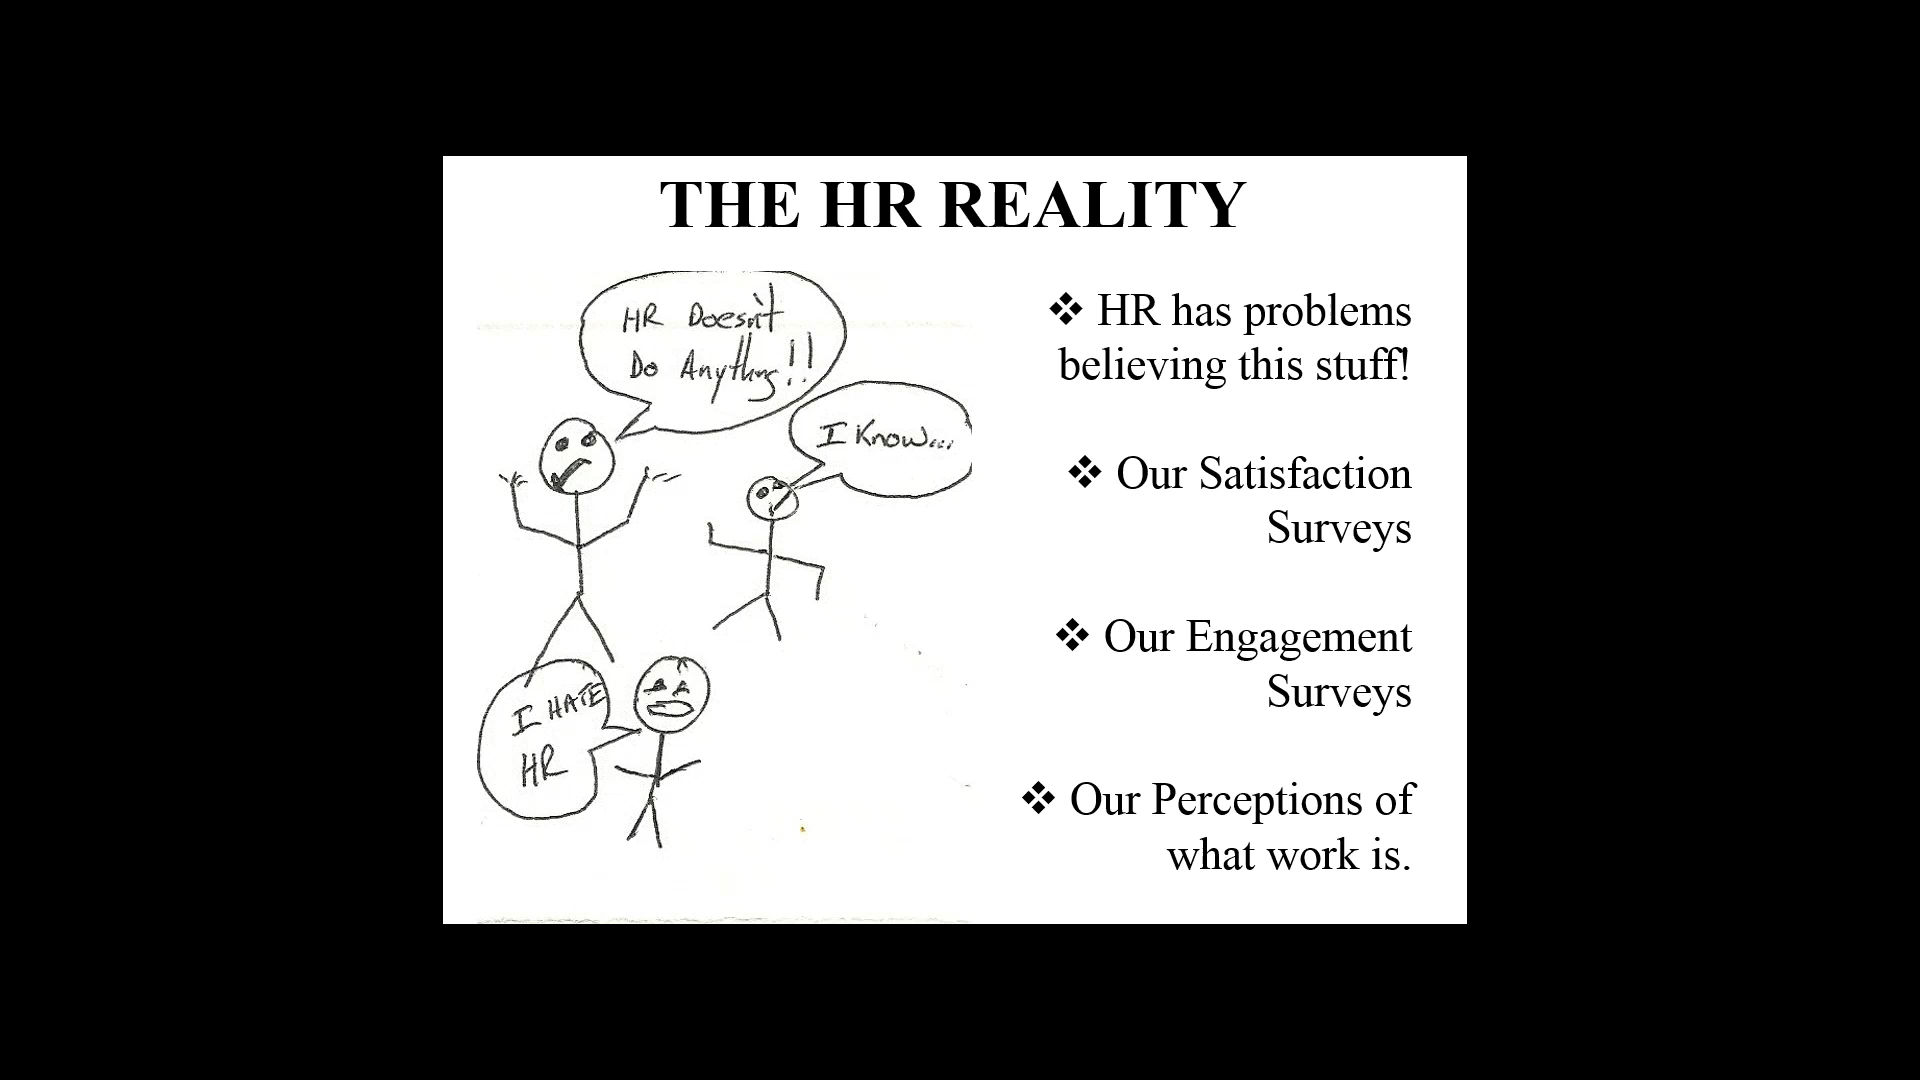 THE HR REALITY
HR Doesn't
Do Anything!!
I Know...
I HATE
HR
❖ HR has problems
believing this stuff!
❖ Our Satisfaction
Surveys
❖ Our Engagement
Surveys
❖ Our Perceptions of
what work is.